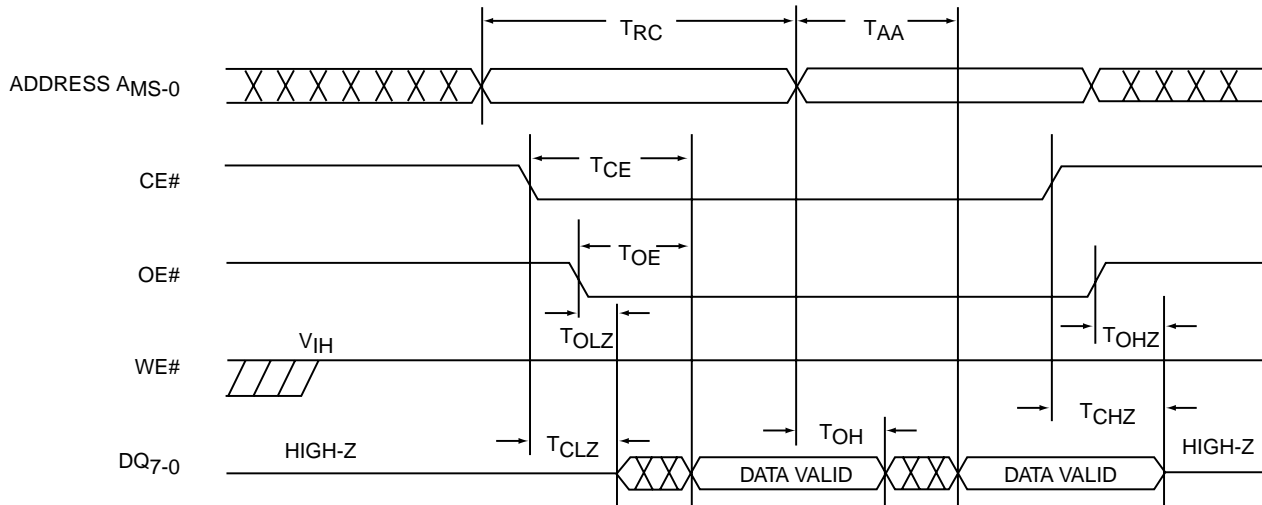 TRC
TAA
ADDRESS AMS-0
TCE
CE#
TOE
OE#
TOLZ
TOHZ
VIH
WE#
TCHZ
TCLZ
TOH
HIGH-Z
HIGH-Z
DQ7-0
DATA VALID
DATA VALID